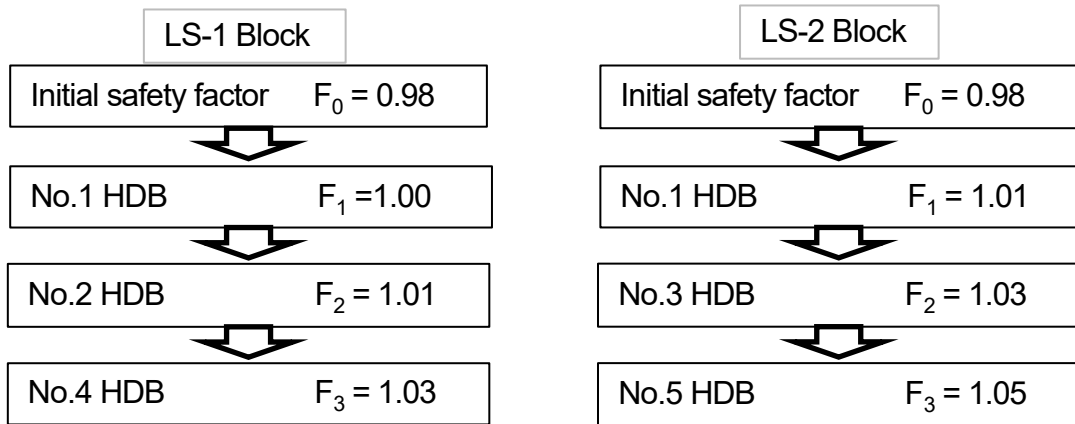 LS-1 Block
Initial safety factor F₀ = 0.98
No.1 HDB F₁ =1.00
No.2 HDB F₂ = 1.01
No.4 HDB F₃ = 1.03
LS-2 Block
Initial safety factor F₀ = 0.98
No.1 HDB F₁ = 1.01
No.3 HDB F₂ = 1.03
No.5 HDB F₃ = 1.05